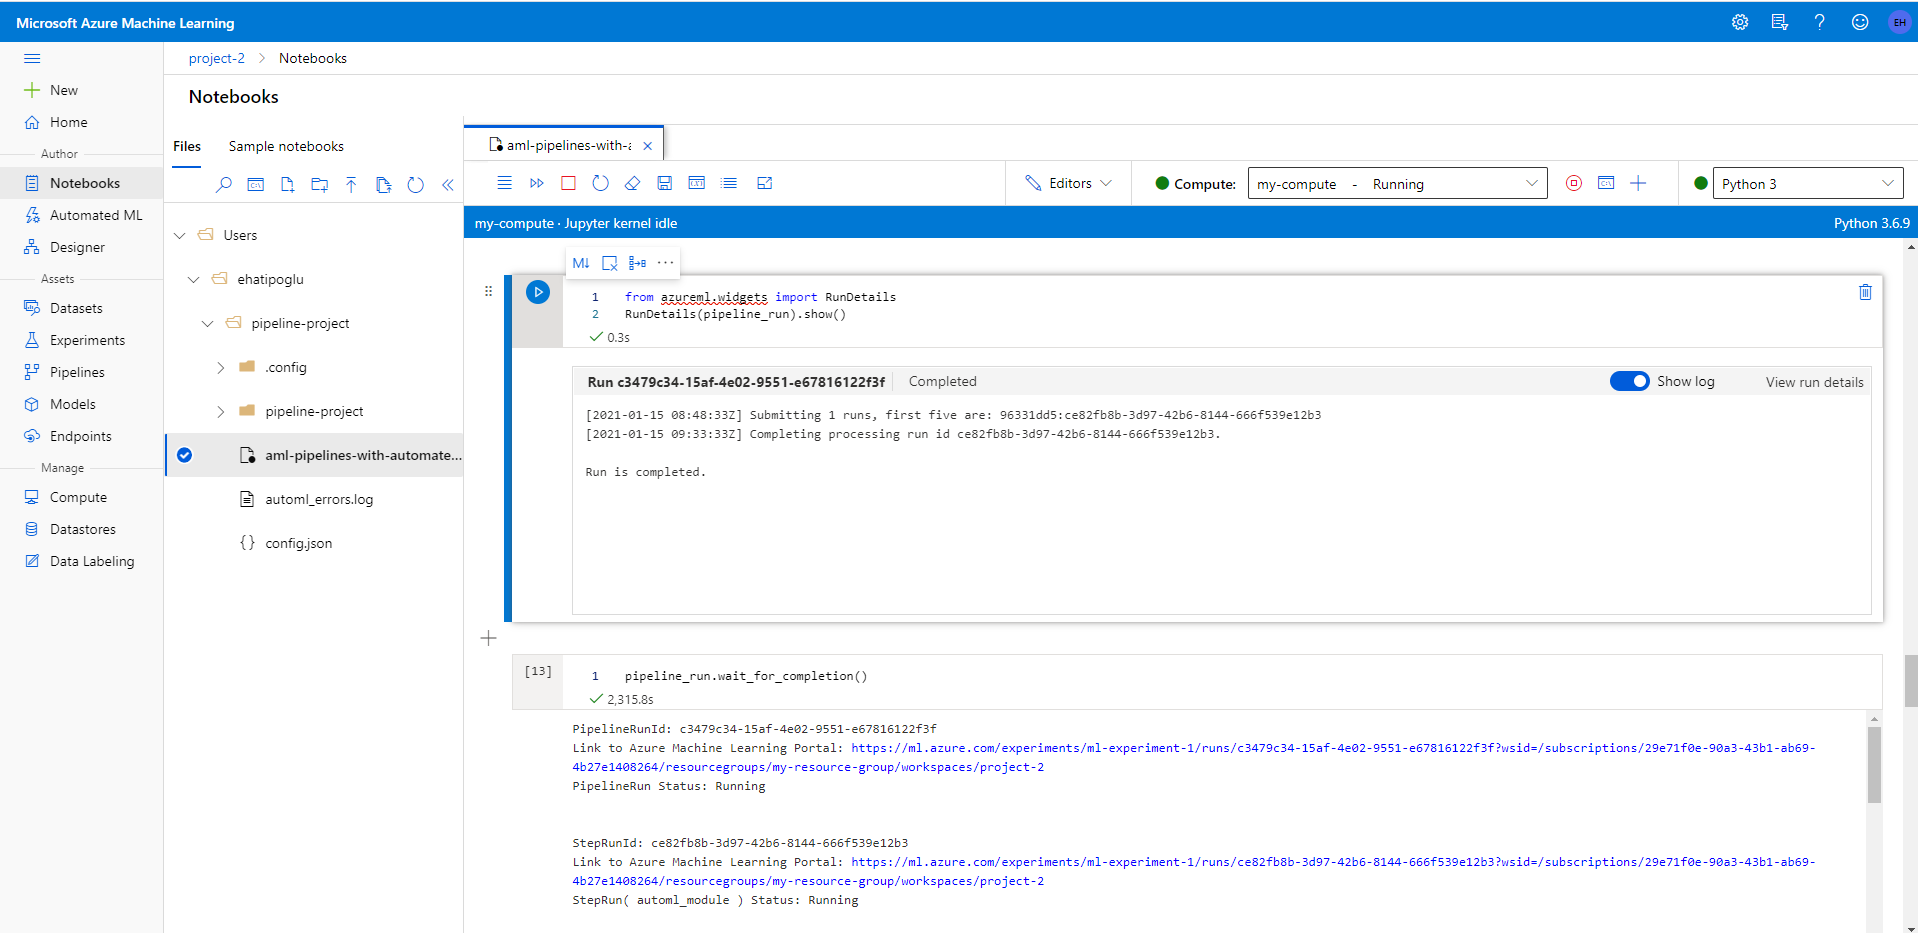 Microsoft Azure Machine Learning
EH
project-2 > Notebooks
New
Home
Author
Notebooks
Automated ML
Designer
Assets
Datasets
Experiments
Pipelines
Models
Endpoints
Manage
Compute
Datastores
Data Labeling
Notebooks
Files Sample notebooks
Users
ehatipoglu
pipeline-project
.config
pipeline-project
aml-pipelines-with-automate...
automl_errors.log
{} config.json
aml-pipelines-with-a
Editors
Compute: my-compute - Running
Python 3
my-compute · Jupyter kernel idle
Python 3.6.9
M↓ ···
1 from azureml.widgets import RunDetails
2 RunDetails(pipeline_run).show()
0.3s
Run c3479c34-15af-4e02-9551-e67816122f3f Completed
Show log View run details
[2021-01-15 08:48:33Z] Submitting 1 runs, first five are: 96331dd5:ce82fb8b-3d97-42b6-8144-666f539e12b3
[2021-01-15 09:33:33Z] Completing processing run id ce82fb8b-3d97-42b6-8144-666f539e12b3.
Run is completed.
[13]
1 pipeline_run.wait_for_completion()
2,315.8s
PipelineRunId: c3479c34-15af-4e02-9551-e67816122f3f
Link to Azure Machine Learning Portal: https://ml.azure.com/experiments/ml-experiment-1/runs/c3479c34-15af-4e02-9551-e67816122f3f?wsid=/subscriptions/29e71f0e-90a3-43b1-ab69-
4b27e1408264/resourcegroups/my-resource-group/workspaces/project-2
PipelineRun Status: Running
StepRunId: ce82fb8b-3d97-42b6-8144-666f539e12b3
Link to Azure Machine Learning Portal: https://ml.azure.com/experiments/ml-experiment-1/runs/ce82fb8b-3d97-42b6-8144-666f539e12b3?wsid=/subscriptions/29e71f0e-90a3-43b1-ab69-
4b27e1408264/resourcegroups/my-resource-group/workspaces/project-2
StepRun( automl_module ) Status: Running